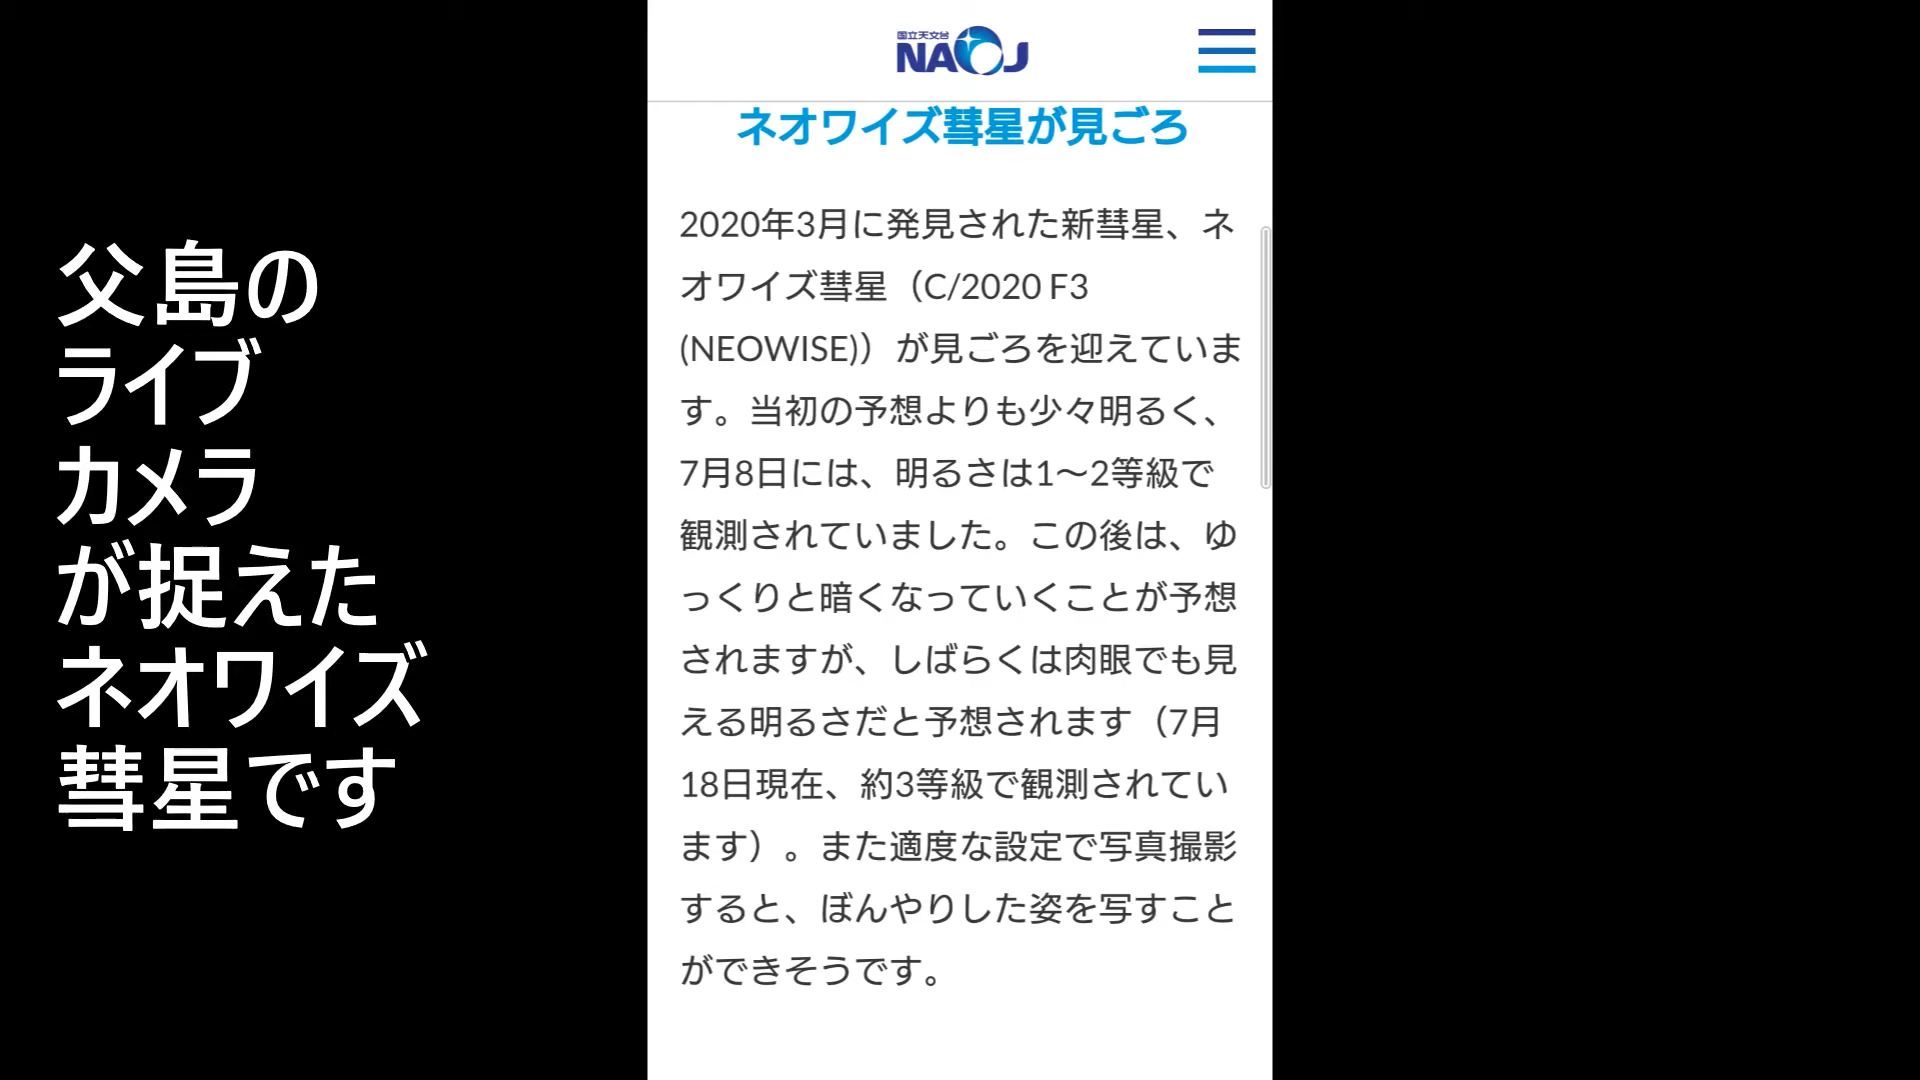 父島の
ライブ
カメラ
が捉えた
ネオワイズ
彗星です
国立天文台
NAOJ
ネオワイズ彗星が見ごろ
2020年3月に発見された新彗星、ネ
オワイズ彗星（C/2020 F3
(NEOWISE)）が見ごろを迎えていま
す。当初の予想よりも少々明るく、
7月8日には、明るさは1～2等級で
観測されていました。この後は、ゆ
っくりと暗くなっていくことが予想
されますが、しばらくは肉眼でも見
える明るさだと予想されます（7月
18日現在、約3等級で観測されてい
ます）。また適度な設定で写真撮影
すると、ぼんやりした姿を写すこと
ができそうです。